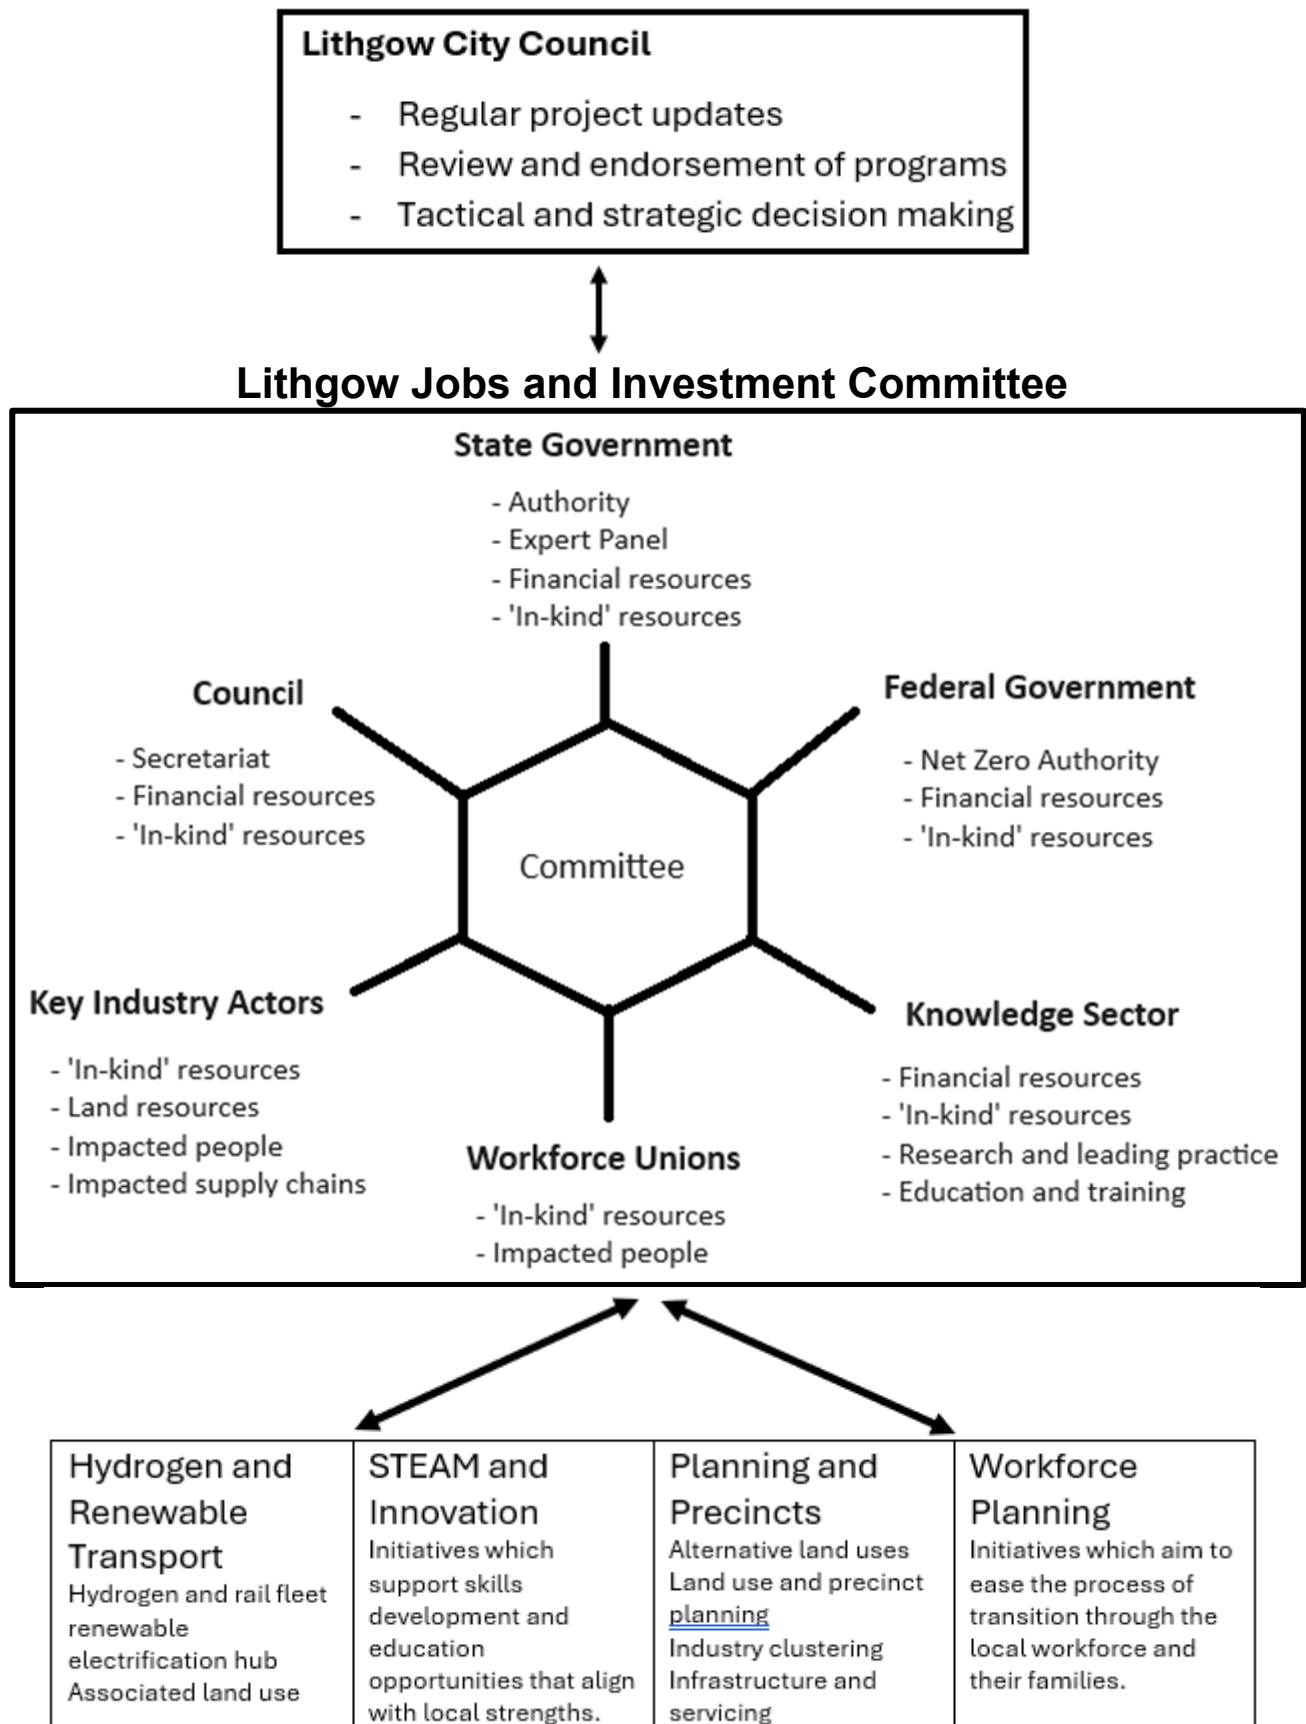 Lithgow City Council
- Regular project updates
- Review and endorsement of programs
- Tactical and strategic decision making
Lithgow Jobs and Investment Committee
State Government
- Authority
- Expert Panel
- Financial resources
- 'In-kind' resources
Council
- Secretariat
- Financial resources
- 'In-kind' resources
Federal Government
- Net Zero Authority
- Financial resources
- 'In-kind' resources
Committee
Key Industry Actors
- 'In-kind' resources
- Land resources
- Impacted people
- Impacted supply chains
Knowledge Sector
- Financial resources
- 'In-kind' resources
- Research and leading practice
- Education and training
Workforce Unions
- 'In-kind' resources
- Impacted people
Hydrogen and
Renewable
Transport
Hydrogen and rail fleet
renewable
electrification hub
Associated land use
STEAM and
Innovation
Initiatives which
support skills
development and
education
opportunities that align
with local strengths.
Planning and
Precincts
Alternative land uses
Land use and precinct
planning
Industry clustering
Infrastructure and
servicing
Workforce
Planning
Initiatives which aim to
ease the process of
transition through the
local workforce and
their families.